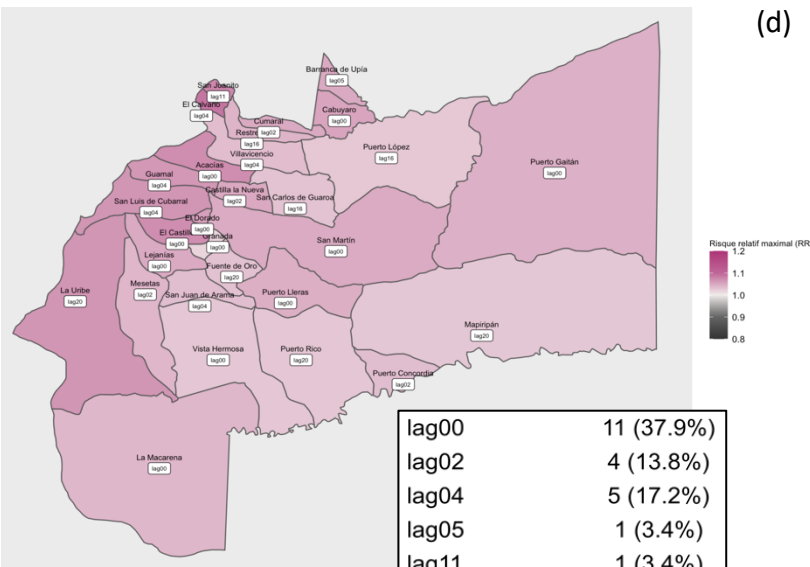 (d)
Barranca de Upía
lag05
San Juanito
lag11
El Calvario
lag04
Cabuyaro
lag00
Cumaral
lag02
Restre
lag16
Villavicencio
lag04
Puerto López
lag16
Puerto Gaitán
lag00
Acacías
lag00
Guamal
lag04
Castilla la Nueva
lag02
San Carlos de Guaroa
lag16
San Luis de Cubarral
lag04
El Dorado
lag00
El Castill
lag00
Granada
lag00
San Martín
lag00
Lejanías
lag00
Fuente de Oro
lag20
La Uribe
lag20
Mesetas
lag02
San Juan de Arama
lag04
Puerto Lleras
lag00
Mapiripán
lag20
Vista Hermosa
lag00
Puerto Rico
lag20
Puerto Concordia
lag02
La Macarena
lag00
Risque relatif maximal (RR
1.2
1.1
1.0
0.9
0.8
lag00 11 (37.9%)
lag02 4 (13.8%)
lag04 5 (17.2%)
lag05 1 (3.4%)
lag11 1 (3.4%)